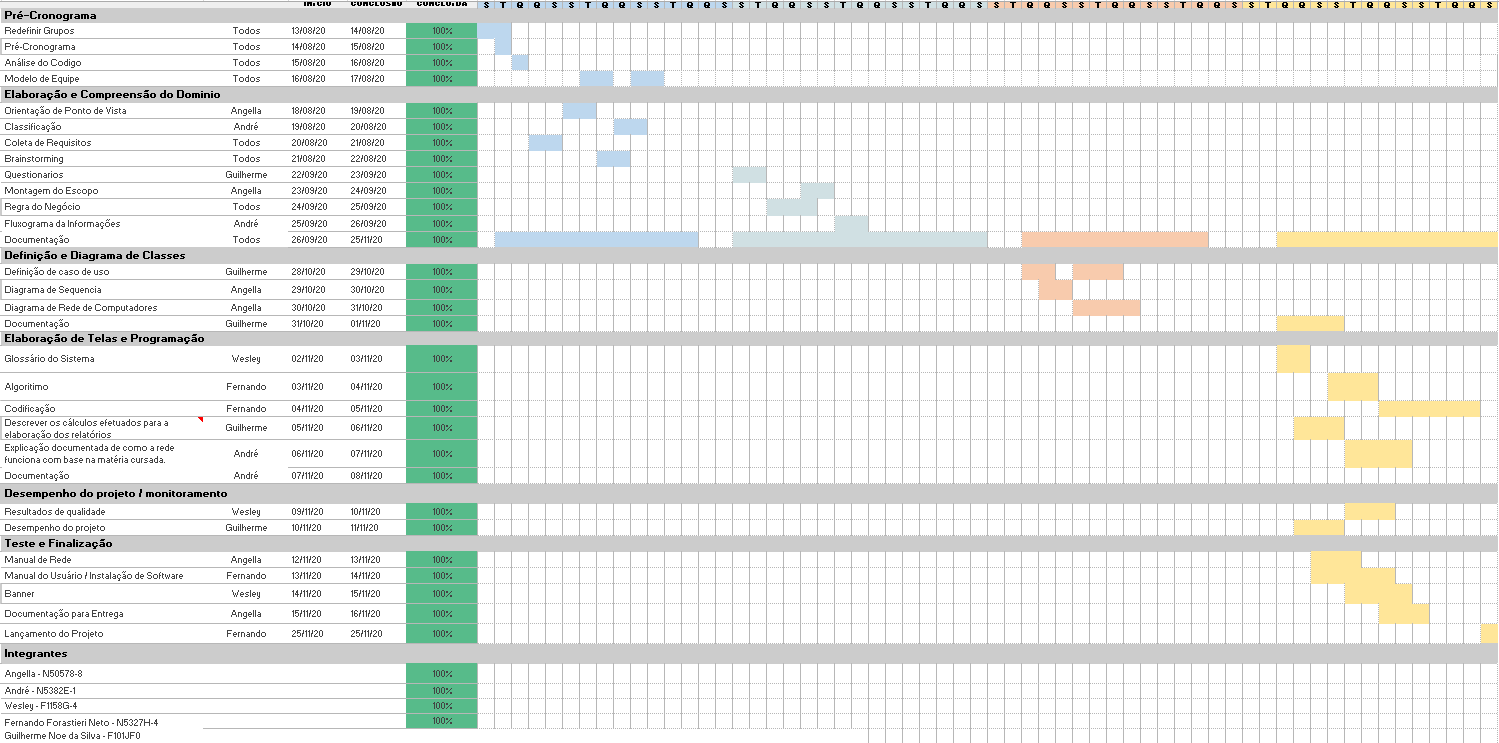 INÍCIO CONCLUSÃO CONCLUÍDA S T Q Q S S T Q Q S S T Q Q S S T Q Q S S T Q Q S S T Q Q S S T Q Q S S T Q Q S S T Q Q S S T Q Q S S T Q Q S S T Q Q S
Pré-Cronograma
Redefinir Grupos Todos 13/08/20 14/08/20 100%
Pré-Cronograma Todos 14/08/20 15/08/20 100%
Análise do Codigo Todos 15/08/20 16/08/20 100%
Modelo de Equipe Todos 16/08/20 17/08/20 100%
Elaboração e Compreensão do Dominio
Orientação de Ponto de Vista Angella 18/08/20 19/08/20 100%
Classificação André 19/08/20 20/08/20 100%
Coleta de Requisitos Todos 20/08/20 21/08/20 100%
Brainstorming Todos 21/08/20 22/08/20 100%
Questionarios Guilherme 22/09/20 23/09/20 100%
Montagem do Escopo Angella 23/09/20 24/09/20 100%
Regra do Negócio Todos 24/09/20 25/09/20 100%
Fluxograma da Informações André 25/09/20 26/09/20 100%
Documentação Todos 26/09/20 25/11/20 100%
Definição e Diagrama de Classes
Definição de caso de uso Guilherme 28/10/20 29/10/20 100%
Diagrama de Sequencia Angella 29/10/20 30/10/20 100%
Diagrama de Rede de Computadores Angella 30/10/20 31/10/20 100%
Documentação Guilherme 31/10/20 01/11/20 100%
Elaboração de Telas e Programação
Glossário do Sistema Wesley 02/11/20 03/11/20 100%
Algoritimo Fernando 03/11/20 04/11/20 100%
Codificação Fernando 04/11/20 05/11/20 100%
Descrever os cálculos efetuados para a
elaboração dos relatórios Guilherme 05/11/20 06/11/20 100%
Explicação documentada de como a rede
funciona com base na matéria cursada. André 06/11/20 07/11/20 100%
Documentação André 07/11/20 08/11/20 100%
Desempenho do projeto / monitoramento
Resultados de qualidade Wesley 09/11/20 10/11/20 100%
Desempenho do projeto Guilherme 10/11/20 11/11/20 100%
Teste e Finalização
Manual de Rede Angella 12/11/20 13/11/20 100%
Manual do Usuário / Instalação de Software Fernando 13/11/20 14/11/20 100%
Banner Wesley 14/11/20 15/11/20 100%
Documentação para Entrega Angella 15/11/20 16/11/20 100%
Lançamento do Projeto Fernando 25/11/20 25/11/20 100%
Integrantes
Angella - N50578-8 100%
André - N5382E-1 100%
Wesley - F1158G-4 100%
Fernando Forastieri Neto - N5327H-4 100%
Guilherme Noe da Silva - F101JF0